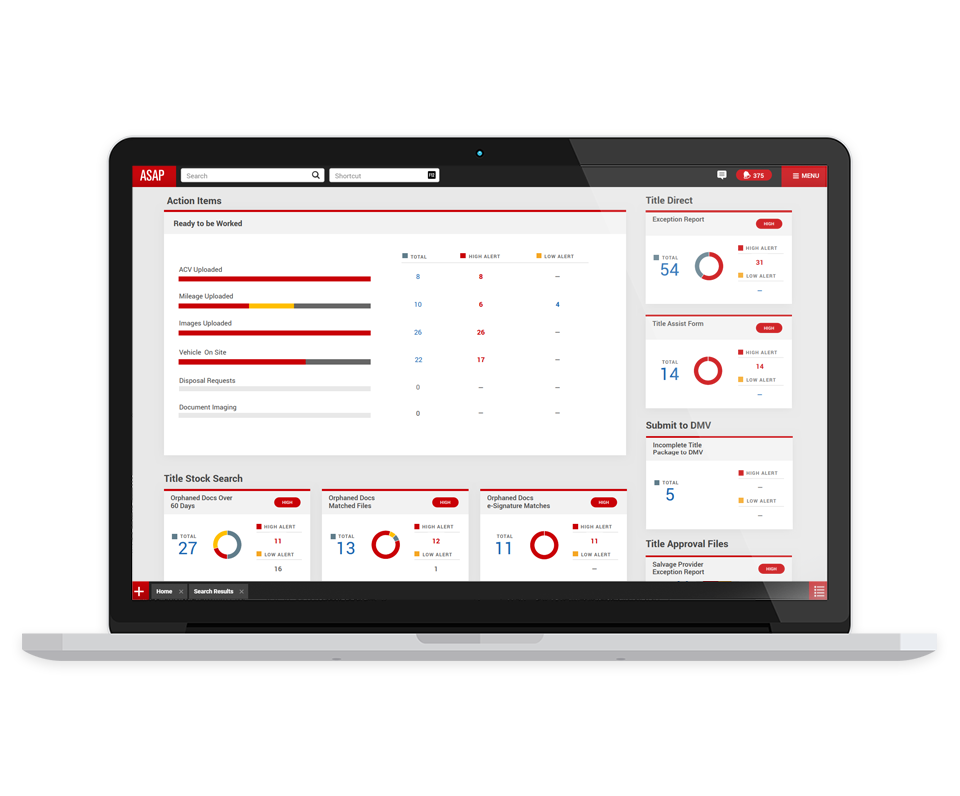 ASAP
Search
Shortcut
375
MENU
Action Items
Ready to be Worked
TOTAL HIGH ALERT LOW ALERT
ACV Uploaded 8 8 –
Mileage Uploaded 10 6 4
Images Uploaded 26 26 –
Vehicle On Site 22 17 –
Disposal Requests 0 – –
Document Imaging 0 – –
Title Stock Search
Orphaned Docs Over
60 Days
HIGH
TOTAL
27
HIGH ALERT
11
LOW ALERT
16
Orphaned Docs
Matched Files
HIGH
TOTAL
13
HIGH ALERT
12
LOW ALERT
1
Orphaned Docs
e-Signature Matches
HIGH
TOTAL
11
HIGH ALERT
11
LOW ALERT
–
Title Direct
Exception Report
HIGH
TOTAL
54
HIGH ALERT
31
LOW ALERT
–
Title Assist Form
HIGH
TOTAL
14
HIGH ALERT
14
LOW ALERT
–
Submit to DMV
Incomplete Title
Package to DMV
TOTAL
5
HIGH ALERT
–
LOW ALERT
–
Title Approval Files
Salvage Provider
Exception Report
HIGH
Home ×
Search Results ×